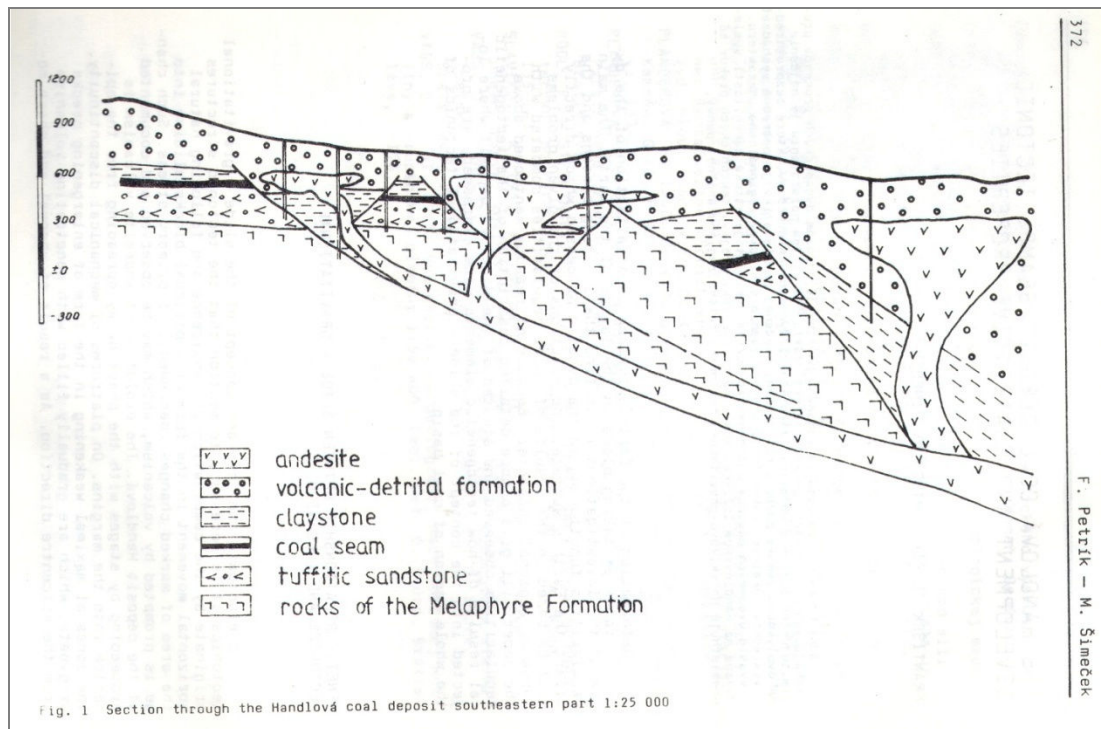 372
F. Petrík – M. Šimeček
1200
900
600
300
±0
-300
andesite
volcanic-detrital formation
claystone
coal seam
tuffitic sandstone
rocks of the Melaphyre Formation
Fig. 1 Section through the Handlová coal deposit southeastern part 1:25 000